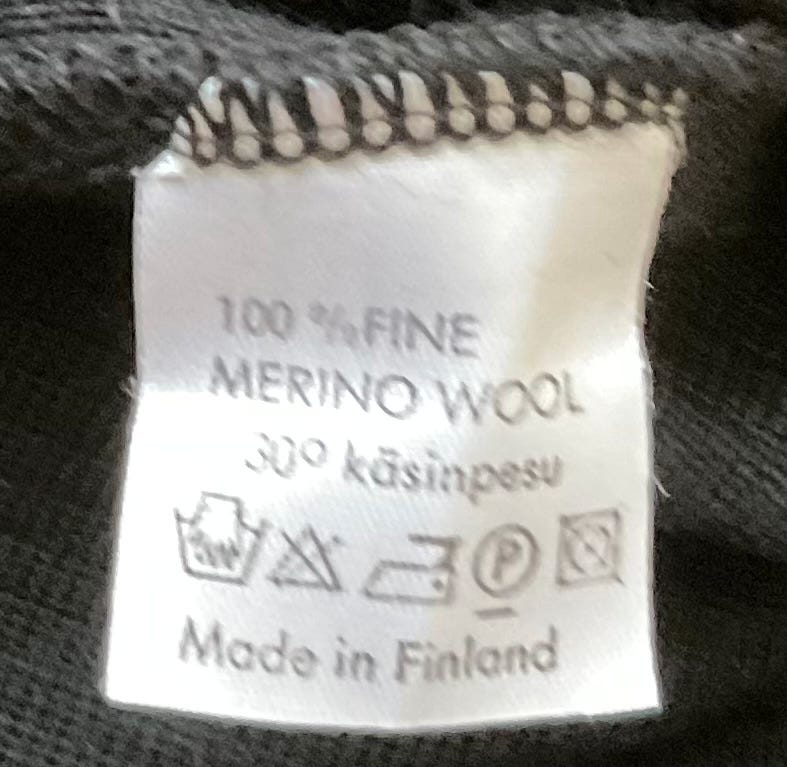 100 % FINE
MERINO WOOL
30° käsinpesu
P
Made in Finland